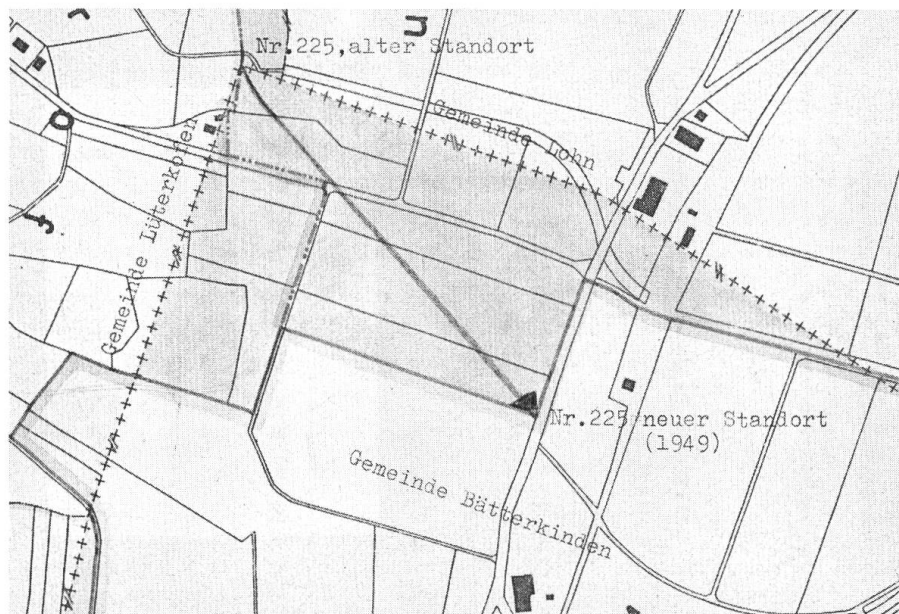 Nr.225,alter Standort
Gemeinde Lohn
Gemeinde Lüterkofen
Nr.225 neuer Standort
(1949)
Gemeinde Bätterkinden